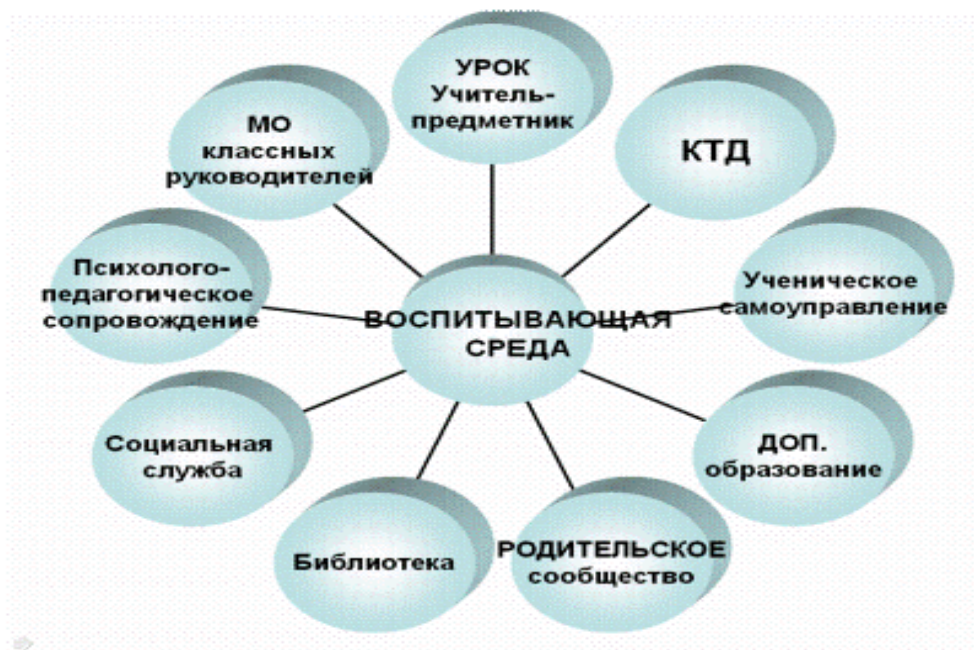 УРОК
Учитель-
предметник
МО
классных
руководителей
КТД
Психолого-
педагогическое
сопровождение
Ученическое
самоуправление
ВОСПИТЫВАЮЩАЯ
СРЕДА
Социальная
служба
ДОП.
образование
Библиотека
РОДИТЕЛЬСКОЕ
сообщество